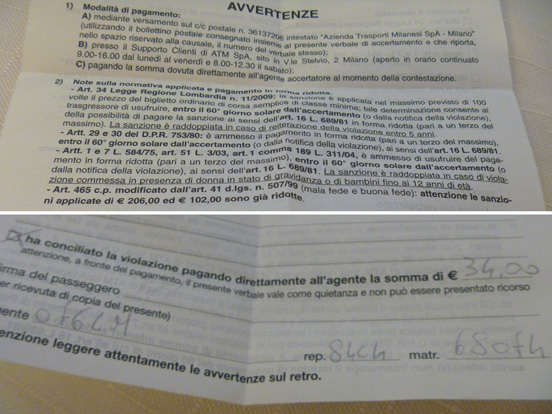 AVVERTENZE
1) Modalità di pagamento:
A) mediante versamento sul c/c postale n. 36137206 intestato "Azienda Trasporti Milanesi SpA - Milano"
(utilizzando il bollettino postale consegnato insieme al presente verbale di accertamento e che riporta,
nello spazio riservato alla causale, il numero del verbale stesso);
B) presso il Supporto Clienti di ATM SpA, sito in V.le Stelvio, 2 Milano (aperto in orario continuato
9.00-16.00 dal lunedì al venerdì e 8.00-12.30 il sabato);
C) pagando la somma dovuta direttamente all'agente accertatore al momento della contestazione.
2) Note sulla normativa applicata e pagamento in forma ridotta.
- Art. 34 Legge Regione Lombardia n. 11/2009: la sanzione è applicata nel massimo previsto di 100
volte il prezzo del biglietto ordinario di corsa semplice di classe minima; tale determinazione consente al
trasgressore di usufruire, entro il 60° giorno solare dall'accertamento (o dalla notifica della violazione),
della possibilità di pagare la sanzione ai sensi dell'art. 16 L. 689/81 in forma ridotta (pari a un terzo del
massimo). La sanzione è raddoppiata in caso di reiterazione della violazione entro 5 anni.
- Artt. 29 e 30 del D.P.R. 753/80: è ammesso il pagamento in forma ridotta (pari a un terzo del massimo),
entro il 60° giorno solare dall'accertamento (o dalla notifica della violazione), ai sensi dell'art. 16 L. 689/81.
- Artt. 1 e 7 L. 584/75, art. 51 L. 3/03, art. 1 comma 189 L. 311/04, è ammesso di usufruire del paga-
mento in forma ridotta (pari a un terzo del massimo), entro il 60° giorno solare dall'accertamento (o
dalla notifica della violazione), ai sensi dell'art. 16 L. 689/81. La sanzione è raddoppiata in caso di viola-
zione commessa in presenza di donna in stato di gravidanza o di bambini fino ai 12 anni di età.
- Art. 465 c.p. modificato dall'art. 41 d.lgs. n. 507/99 (mala fede e buona fede): attenzione le sanzio-
ni applicate di € 206,00 ed € 102,00 sono già ridotte.
ha conciliato la violazione pagando direttamente all'agente la somma di € 34,00
attenzione, a fronte del pagamento, il presente verbale vale come quietanza e non può essere presentato ricorso
irma del passeggero
er ricevuta di copia del presente)
ente
rep. matr.
enzione leggere attentamente le avvertenze sul retro.